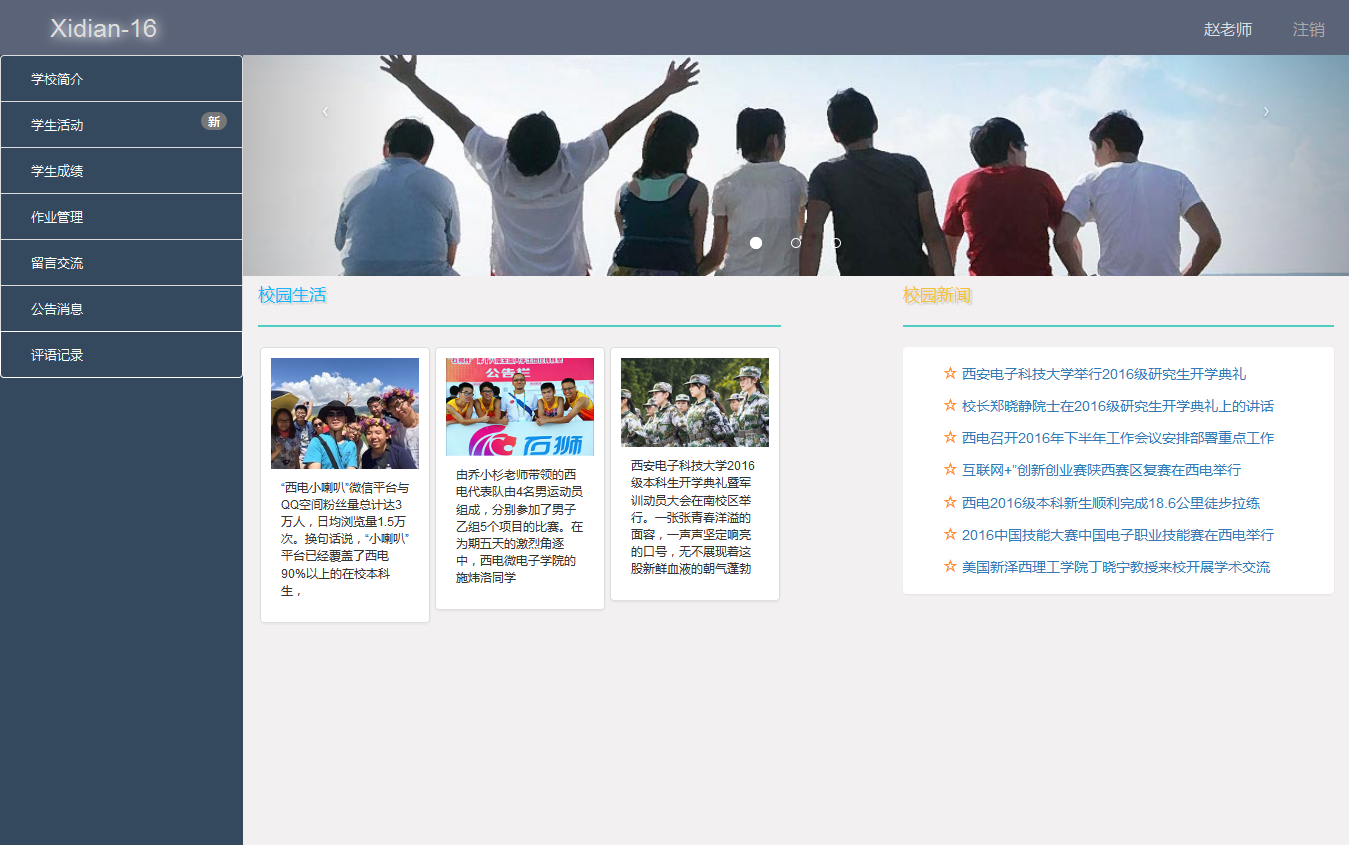 Xidian-16
赵老师
注销
学校简介
学生活动
新
学生成绩
作业管理
留言交流
公告消息
评语记录
校园生活
公告栏
石狮
“西电小喇叭”微信平台与
QQ空间粉丝量总计达3
万人，日均浏览量1.5万
次。换句话说，“小喇叭”
平台已经覆盖了西电
90%以上的在校本科
生，
由乔小杉老师带领的西
电代表队由4名男运动员
组成，分别参加了男子
乙组5个项目的比赛。在
为期五天的激烈角逐
中，西电微电子学院的
施炜洛同学
西安电子科技大学2016
级本科生开学典礼暨军
训动员大会在南校区举
行。一张张青春洋溢的
面容，一声声坚定响亮
的口号，无不展现着这
股新鲜血液的朝气蓬勃
校园新闻
☆ 西安电子科技大学举行2016级研究生开学典礼
☆ 校长郑晓静院士在2016级研究生开学典礼上的讲话
☆ 西电召开2016年下半年工作会议安排部署重点工作
☆ 互联网+”创新创业赛陕西赛区复赛在西电举行
☆ 西电2016级本科新生顺利完成18.6公里徒步拉练
☆ 2016中国技能大赛中国电子职业技能赛在西电举行
☆ 美国新泽西理工学院丁晓宁教授来校开展学术交流